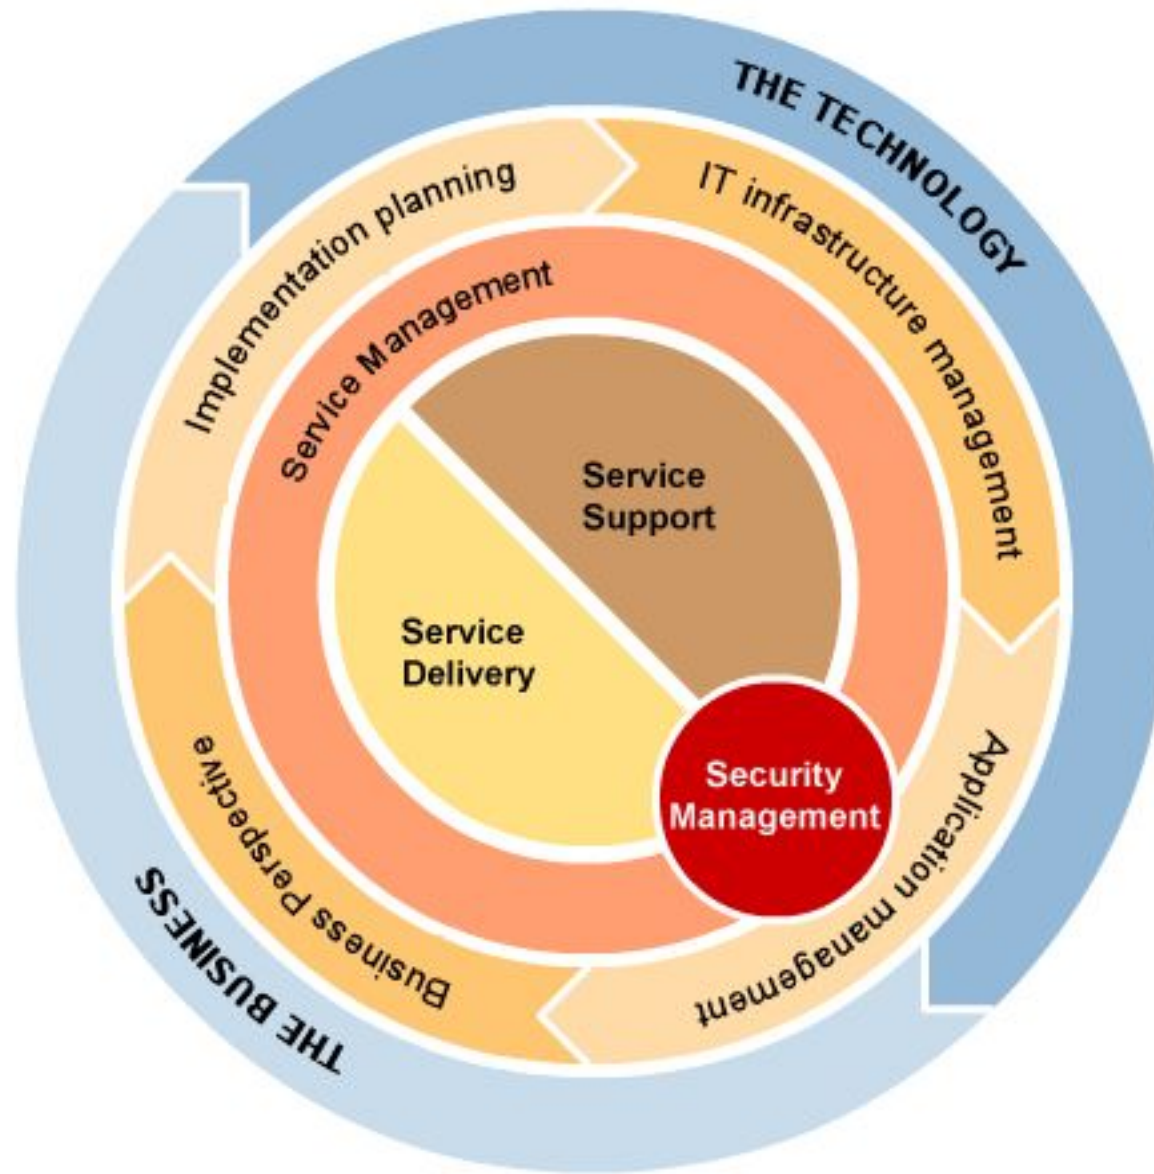 THE TECHNOLOGY
Implementation planning
IT infrastructure management
Service Management
Service
Support
Service
Delivery
Security
Management
Application management
Business Perspective
THE BUSINESS